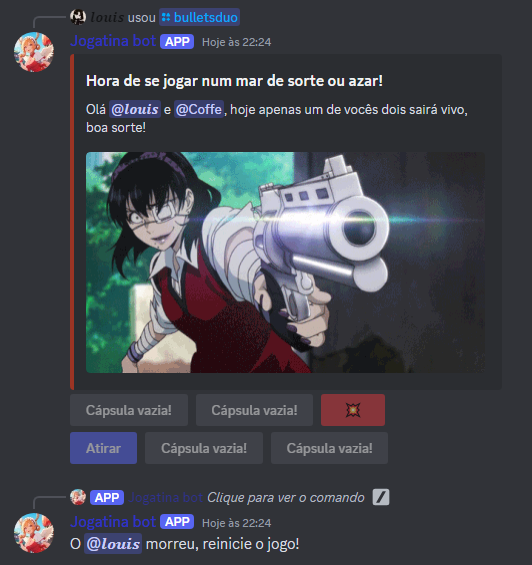 louis usou bulletsduo
Jogatina bot APP Hoje às 22:24
Hora de se jogar num mar de sorte ou azar!
Olá @louis e @Coffe, hoje apenas um de vocês dois sairá vivo,
boa sorte!
Cápsula vazia! Cápsula vazia!
Atirar Cápsula vazia! Cápsula vazia!
APP Jogatina bot Clique para ver o comando
Jogatina bot APP Hoje às 22:24
O @louis morreu, reinicie o jogo!